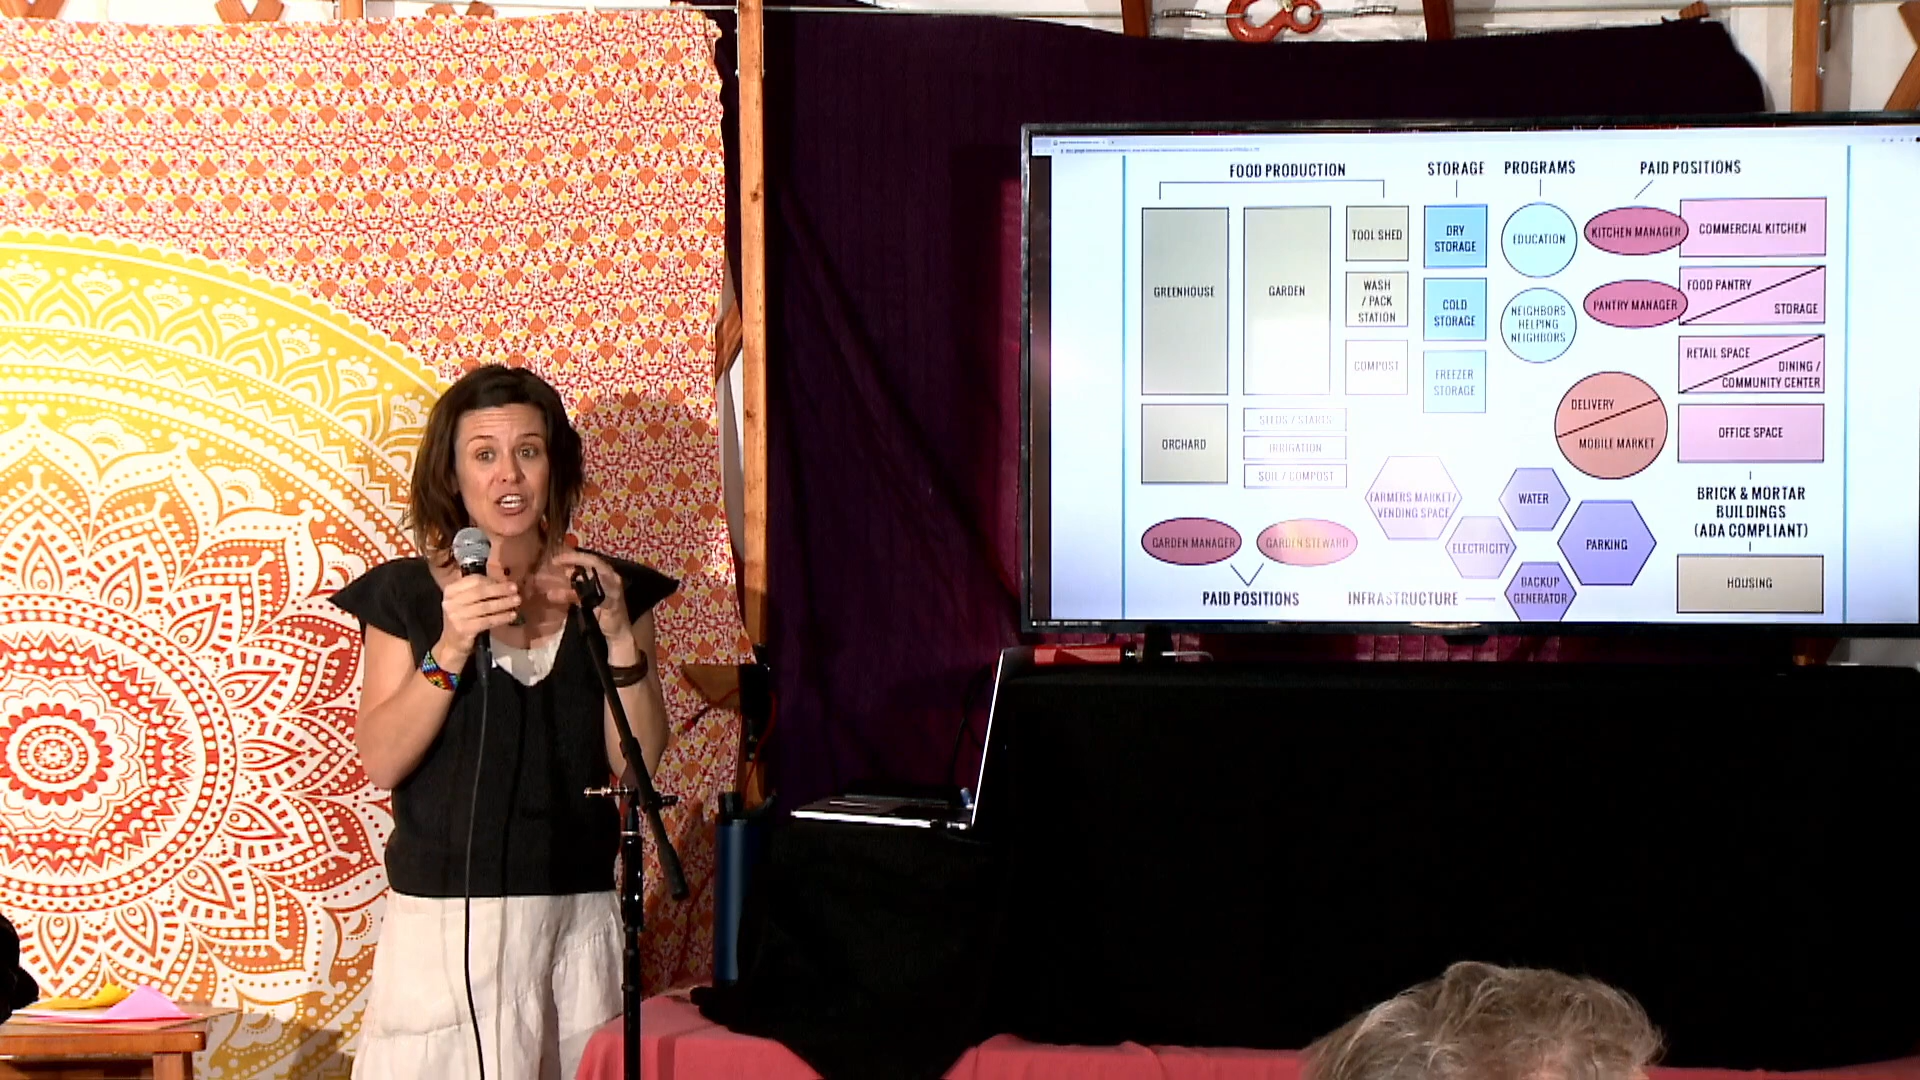 FOOD PRODUCTION
STORAGE
PROGRAMS
PAID POSITIONS
GREENHOUSE
GARDEN
TOOL SHED
WASH
/ PACK
STATION
COMPOST
DRY
STORAGE
COLD
STORAGE
FREEZER
STORAGE
EDUCATION
NEIGHBORS
HELPING
NEIGHBORS
KITCHEN MANAGER
COMMERCIAL KITCHEN
PANTRY MANAGER
FOOD PANTRY
STORAGE
RETAIL SPACE
DINING /
COMMUNITY CENTER
DELIVERY
MOBILE MARKET
OFFICE SPACE
ORCHARD
SEEDS / STARTS
IRRIGATION
SOIL / COMPOST
GARDEN MANAGER
GARDEN STEWARD
PAID POSITIONS
FARMERS MARKET/
VENDING SPACE
WATER
ELECTRICITY
PARKING
BACKUP
GENERATOR
INFRASTRUCTURE
BRICK & MORTAR
BUILDINGS
(ADA COMPLIANT)
HOUSING